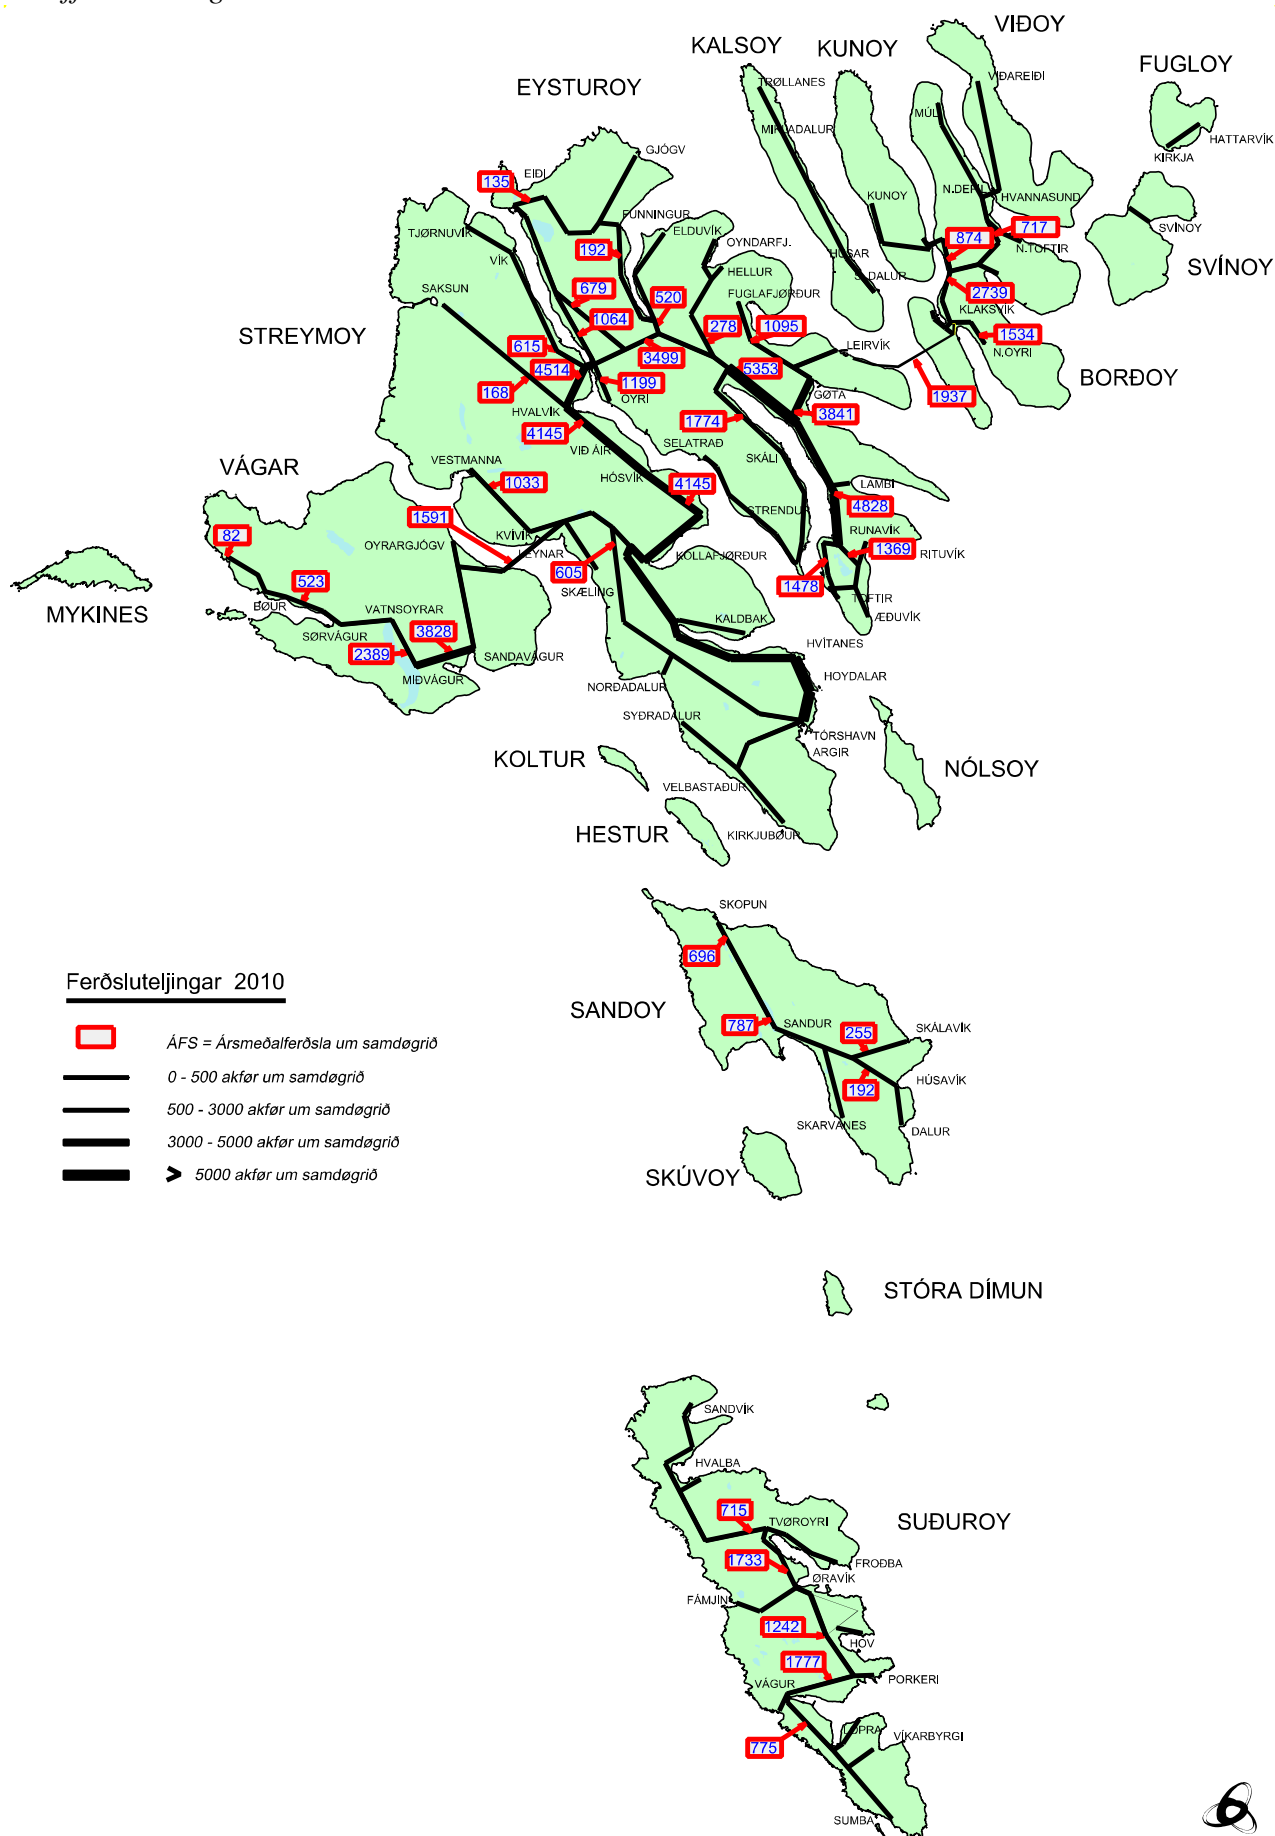 VIÐOY
KALSOY
KUNOY
FUGLOY
EYSTUROY
TRØLLANES
VIÐAREIÐI
MIKLADALUR
MÚLI
HATTARVÍK
KIRKJA
GJÓGV
EIDI
135
KUNOY
N.DEPIL
HVANNASUND
FUNNINGUR
ELDUVÍK
TJØRNUVÍK
717
SVÍNOY
874
OYNDARFJ.
192
N.TOFTIR
VÍK
HÚSAR
SVÍNOY
HELLUR
S. DALUR
SAKSUN
679
FUGLAFJØRÐUR
2739
520
KLAKSVÍK
1064
278
1095
STREYMOY
1534
615
3499
LEIRVÍK
N.OYRI
4514
5353
BORÐOY
1199
168
OYRI
GØTA
1937
HVALVÍK
1774
3841
4145
SELATRAÐ
VIÐ ÁIR
SKÁLI
VESTMANNA
VÁGAR
HÓSVÍK
1033
4145
LAMBI
STRENDUR
4828
1591
82
KVÍVÍK
RUNAVÍK
OYRARGJÓGV
LEYNAR
KOLLAFJØRÐUR
1369
RITUVÍK
605
523
1478
SKÆLING
MYKINES
BØUR
VATNSOYRAR
TOFTIR
KALDBAK
ÆÐUVÍK
SØRVÁGUR
3828
HVÍTANES
2389
SANDAVÁGUR
MIÐVÁGUR
HOYDALAR
NORÐADALUR
SYÐRADALUR
TÓRSHAVN
ARGIR
KOLTUR
NÓLSOY
VELBASTAÐUR
HESTUR
KIRKJUBØUR
SKOPUN
696
Ferðsluteljingar 2010
SANDOY
787
SANDUR
255
SKÁLAVÍK
ÁFS = Ársmeðalferðsla um samdøgrið
0 - 500 akfør um samdøgrið
HÚSAVÍK
192
500 - 3000 akfør um samdøgrið
SKARVANES
DALUR
3000 - 5000 akfør um samdøgrið
> 5000 akfør um samdøgrið
SKÚVOY
STÓRA DÍMUN
SANDVÍK
HVALBA
715
TVØROYRI
SUÐUROY
1733
FROÐBA
ØRAVÍK
FÁMJIN
1242
HOV
1777
PORKERI
VÁGUR
LOPRA
VÍKARBYRGI
775
SUMBA